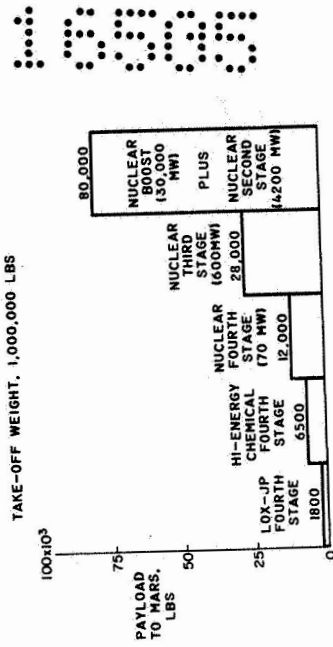 16505
TAKE-OFF WEIGHT, 1,000,000 LBS
100x10³
75
50
25
0
PAYLOAD
TO MARS,
LBS
LOX-JP
FOURTH
STAGE
1800
HI-ENERGY
CHEMICAL
FOURTH
STAGE
6500
NUCLEAR
FOURTH
STAGE
(70 MW)
12,000
NUCLEAR
THIRD
STAGE
(600MW)
28,000
80,000
NUCLEAR
BOOST
(30,000
MW)
PLUS
NUCLEAR
SECOND
STAGE
(4200 MW)